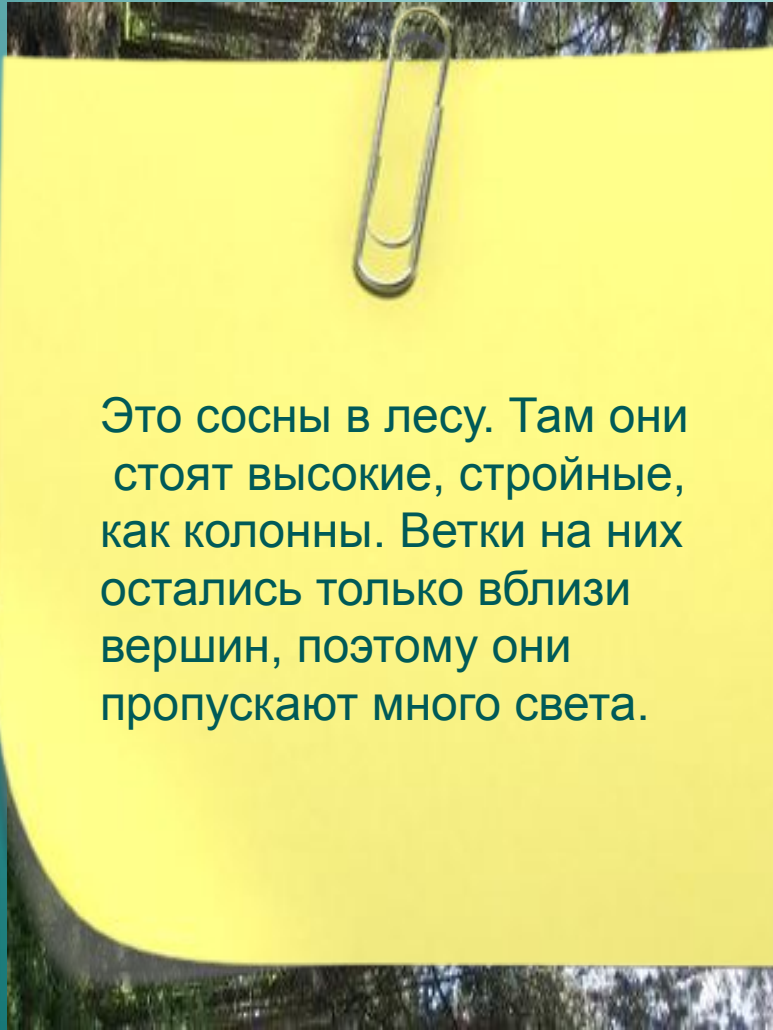 Это сосны в лесу. Там они
стоят высокие, стройные,
как колонны. Ветки на них
остались только вблизи
вершин, поэтому они
пропускают много света.